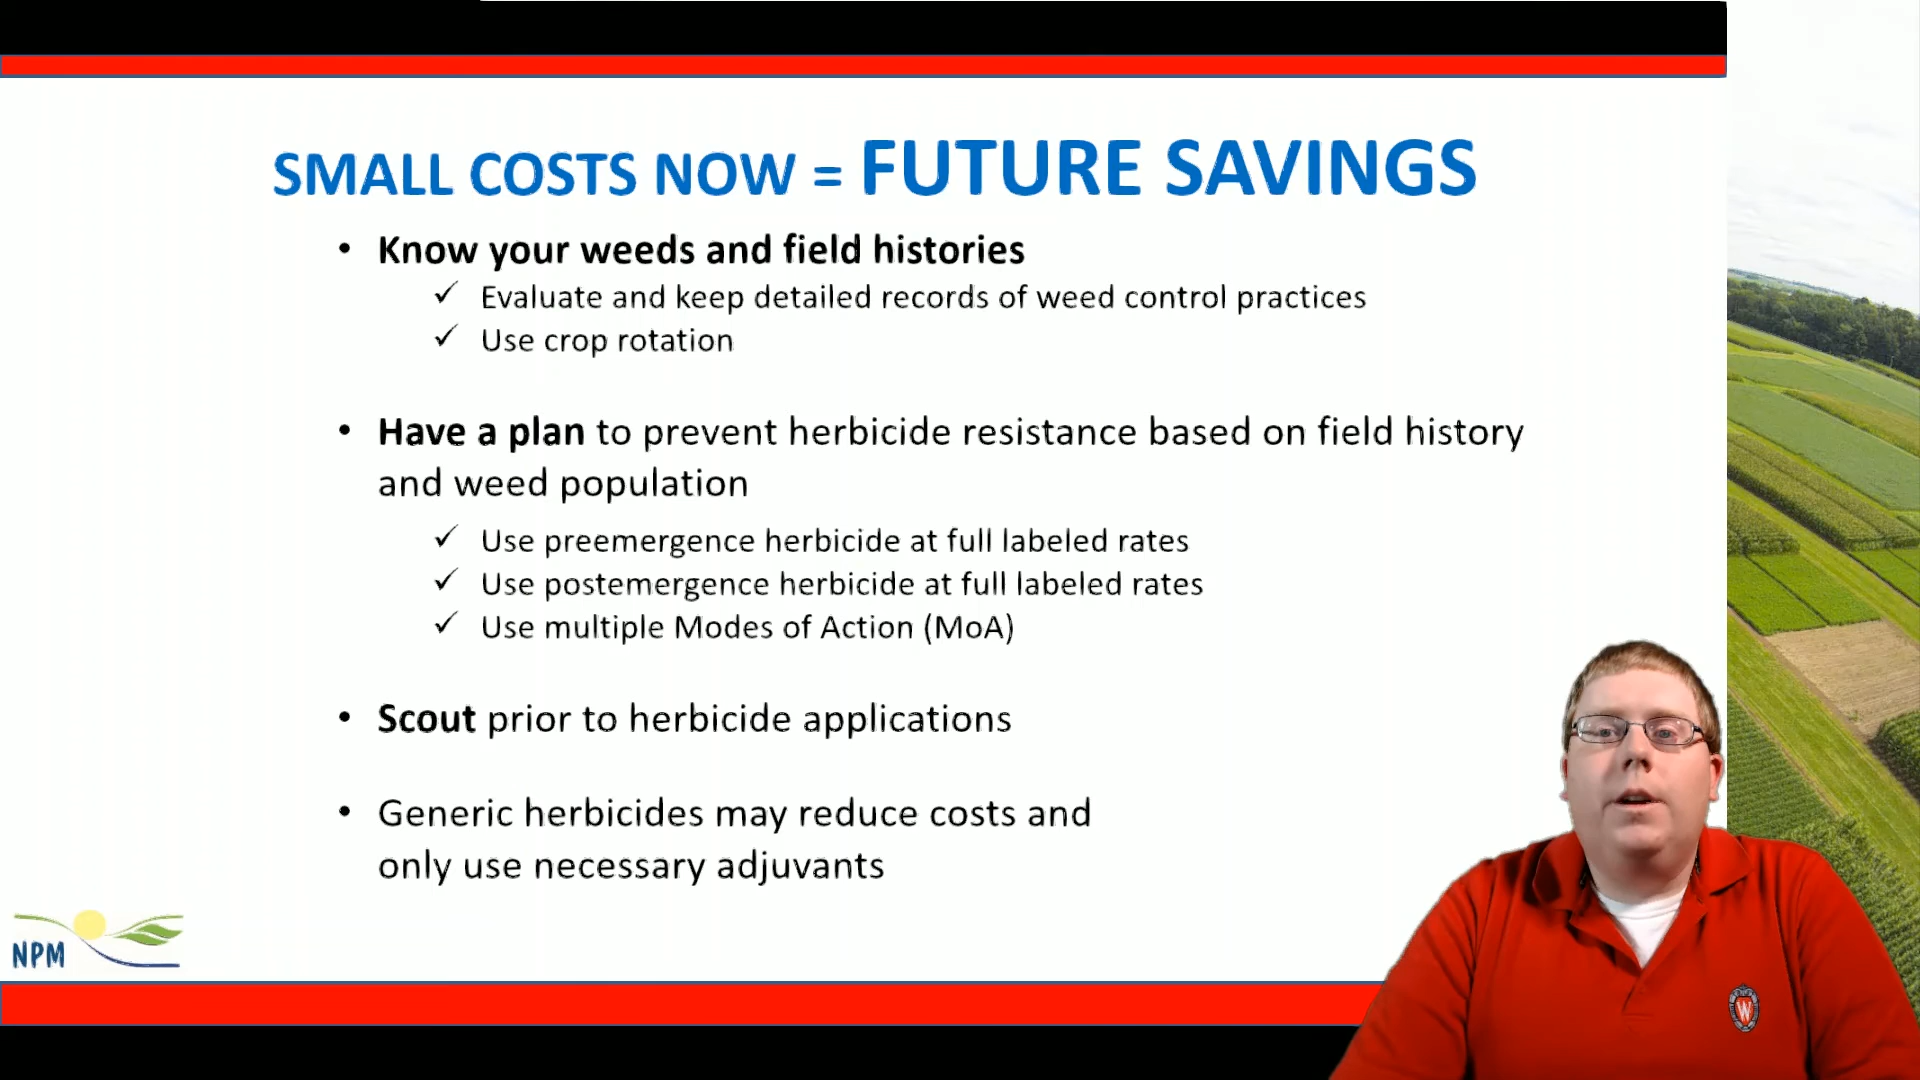 SMALL COSTS NOW = FUTURE SAVINGS
• Know your weeds and field histories
✓ Evaluate and keep detailed records of weed control practices
✓ Use crop rotation
• Have a plan to prevent herbicide resistance based on field history
and weed population
✓ Use preemergence herbicide at full labeled rates
✓ Use postemergence herbicide at full labeled rates
✓ Use multiple Modes of Action (MoA)
• Scout prior to herbicide applications
• Generic herbicides may reduce costs and
only use necessary adjuvants
NPM
W